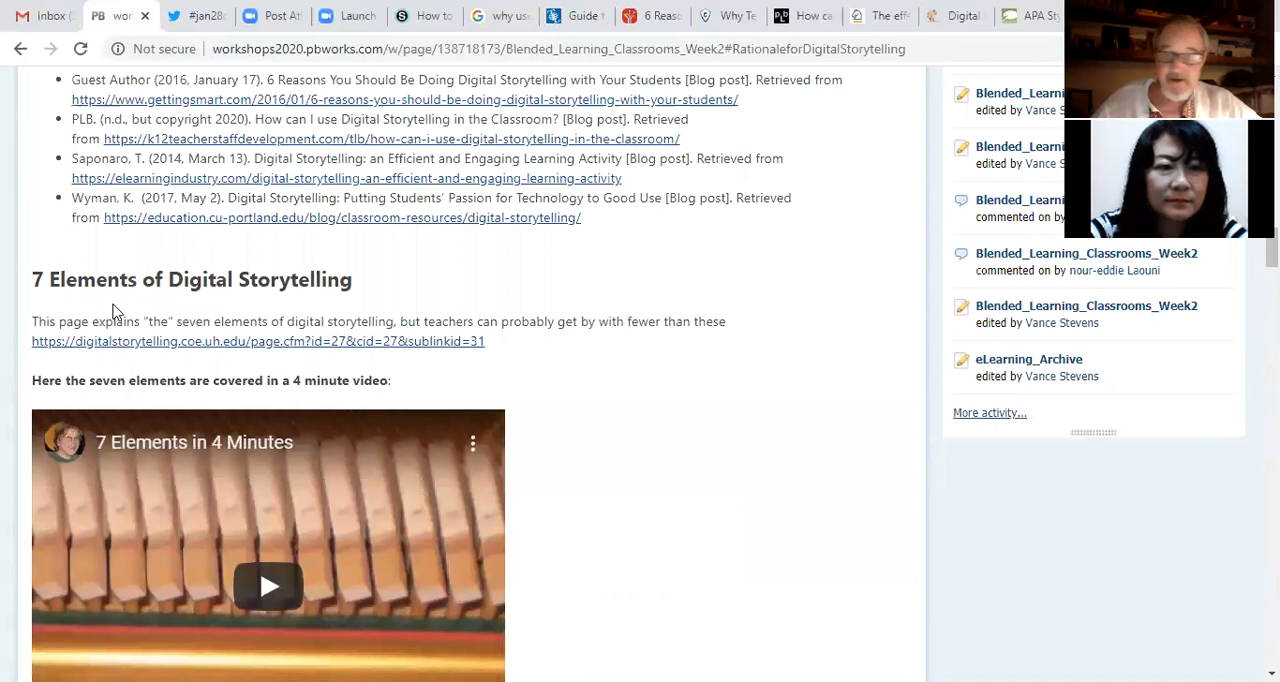 Inbox (
PB wor
#jan28
Post At
Launch
How to
why use
Guide t
6 Reaso
Why Te
How ca
The eff
Digital
APA St
Not secure
workshops2020.pbworks.com/w/page/138718173/Blended_Learning_Classrooms_Week2#RationaleforDigitalStorytelling
Guest Author (2016, January 17). 6 Reasons You Should Be Doing Digital Storytelling with Your Students [Blog post]. Retrieved from
https://www.gettingsmart.com/2016/01/6-reasons-you-should-be-doing-digital-storytelling-with-your-students/
PLB. (n.d., but copyright 2020). How can I use Digital Storytelling in the Classroom? [Blog post]. Retrieved
from https://k12teacherstaffdevelopment.com/tlb/how-can-i-use-digital-storytelling-in-the-classroom/
Saponaro, T. (2014, March 13). Digital Storytelling: an Efficient and Engaging Learning Activity [Blog post]. Retrieved from
https://elearningindustry.com/digital-storytelling-an-efficient-and-engaging-learning-activity
Wyman, K. (2017, May 2). Digital Storytelling: Putting Students' Passion for Technology to Good Use [Blog post]. Retrieved
from https://education.cu-portland.edu/blog/classroom-resources/digital-storytelling/
7 Elements of Digital Storytelling
This page explains "the" seven elements of digital storytelling, but teachers can probably get by with fewer than these
https://digitalstorytelling.coe.uh.edu/page.cfm?id=27&cid=27&sublinkid=31
Here the seven elements are covered in a 4 minute video:
7 Elements in 4 Minutes
Blended_Learni
edited by Vance S
Blended_Learni
edited by Vance S
Blended_Learni
commented on by
Blended_Learning_Classrooms_Week2
commented on by nour-eddie Laouni
Blended_Learning_Classrooms_Week2
edited by Vance Stevens
eLearning_Archive
edited by Vance Stevens
More activity...